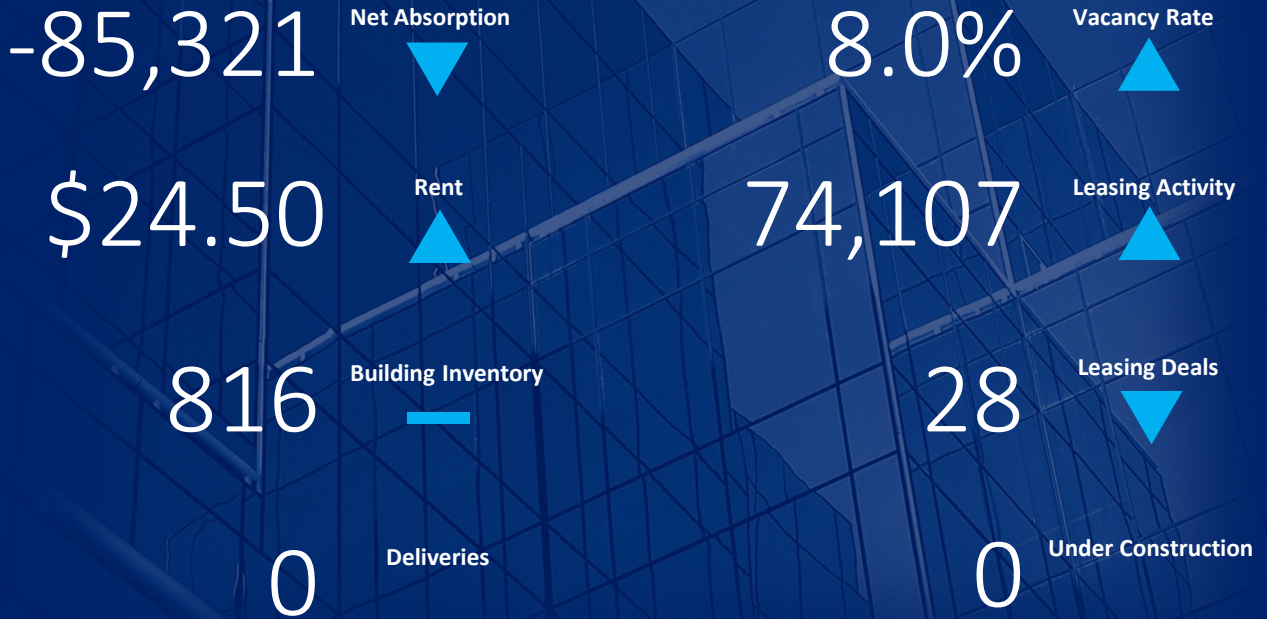 -85,321
Net Absorption
8.0%
Vacancy Rate
$24.50
Rent
74,107
Leasing Activity
816
Building Inventory
28
Leasing Deals
0
Deliveries
0
Under Construction